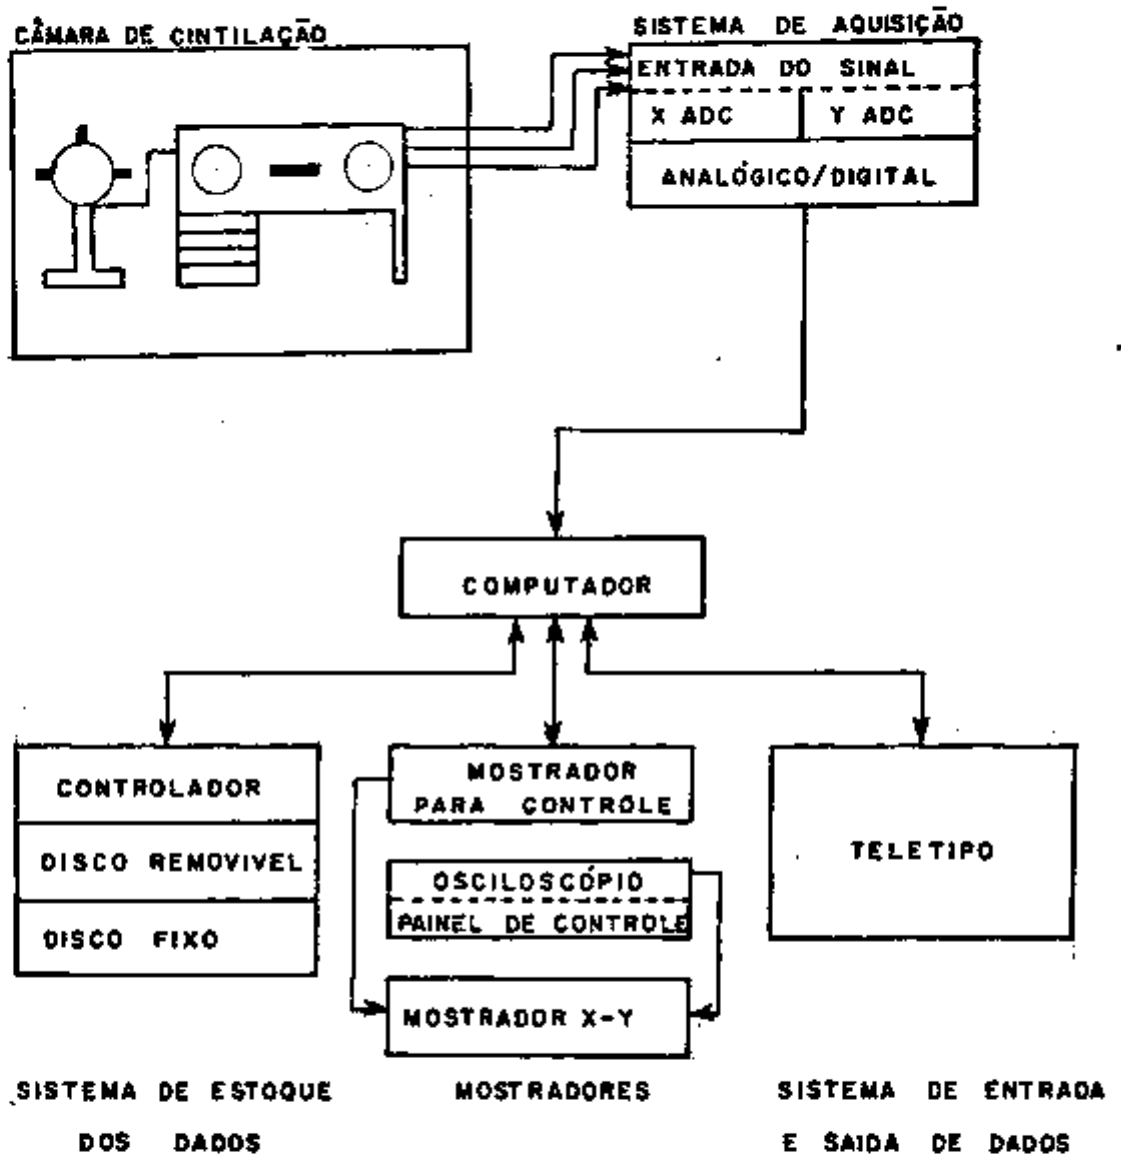 CÂMARA DE CINTILAÇÃO
SISTEMA DE AQUISIÇÃO
ENTRADA DO SINAL
X ADC
Y ADC
ANALÓGICO/DIGITAL
COMPUTADOR
CONTROLADOR
DISCO REMOVIVEL
DISCO FIXO
MOSTRADOR
PARA CONTRÔLE
OSCILOSCÓPIO
PAINEL DE CONTROLE
MOSTRADOR X-Y
TELETIPO
SISTEMA DE ESTOQUE
DOS DADOS
MOSTRADORES
SISTEMA DE ENTRADA
E SAIDA DE DADOS